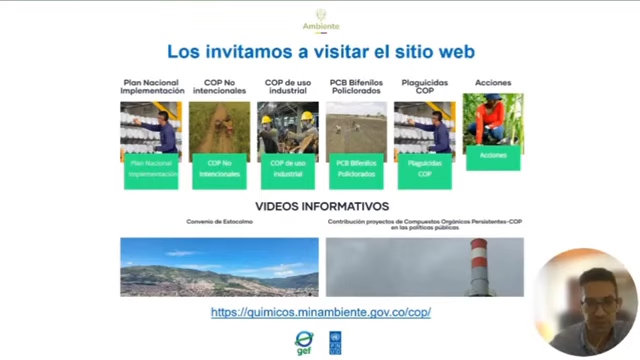 Ambiente
Los invitamos a visitar el sitio web
Plan Nacional
Implementación
COP No
intencionales
COP de uso
industrial
PCB Bifenilos
Policlorados
Plaguicidas
COP
Acciones
Plan Nacional
Implementación
COP No
Intencionales
COP de uso
industrial
PCB Bifenilos
Policlorados
Plaguicidas
COP
Acciones
VIDEOS INFORMATIVOS
Convenio de Estocolmo
Contribución proyectos de Compuestos Orgánicos Persistentes-COP
en las políticas públicas
https://quimicos.minambiente.gov.co/cop/
gef